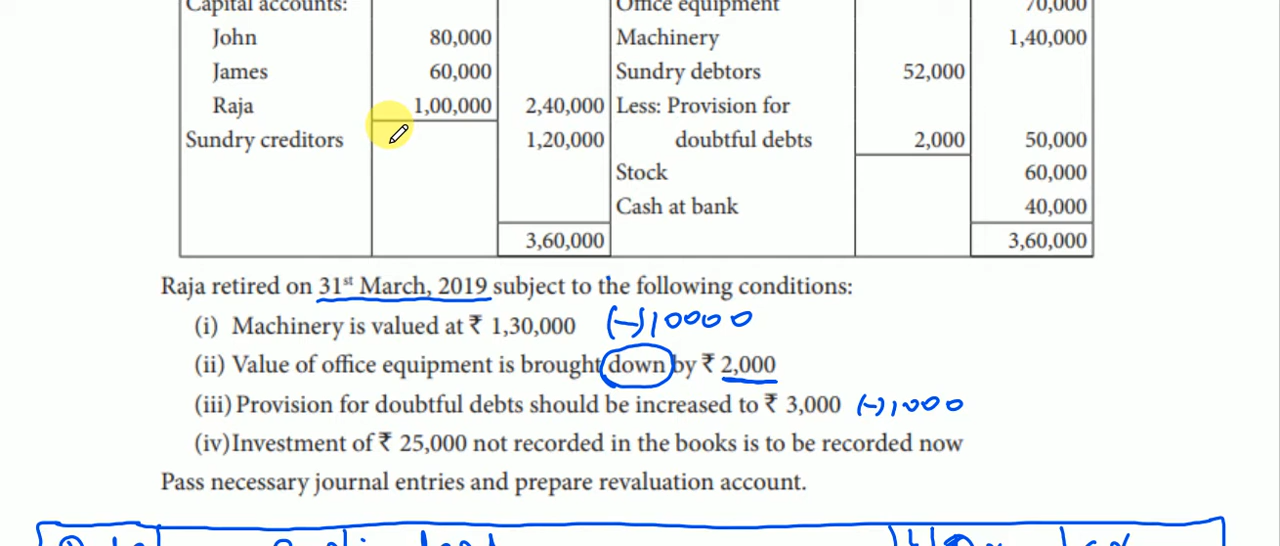 Capital accounts: Office equipment 70,000
John 80,000 Machinery 1,40,000
James 60,000 Sundry debtors 52,000
Raja 1,00,000 2,40,000 Less: Provision for
Sundry creditors 1,20,000 doubtful debts 2,000 50,000
Stock 60,000
Cash at bank 40,000
3,60,000 3,60,000
Raja retired on 31st March, 2019 subject to the following conditions:
(i) Machinery is valued at ₹ 1,30,000 (-)10000
(ii) Value of office equipment is brought down by ₹ 2,000
(iii) Provision for doubtful debts should be increased to ₹ 3,000 (-)1000
(iv) Investment of ₹ 25,000 not recorded in the books is to be recorded now
Pass necessary journal entries and prepare revaluation account.